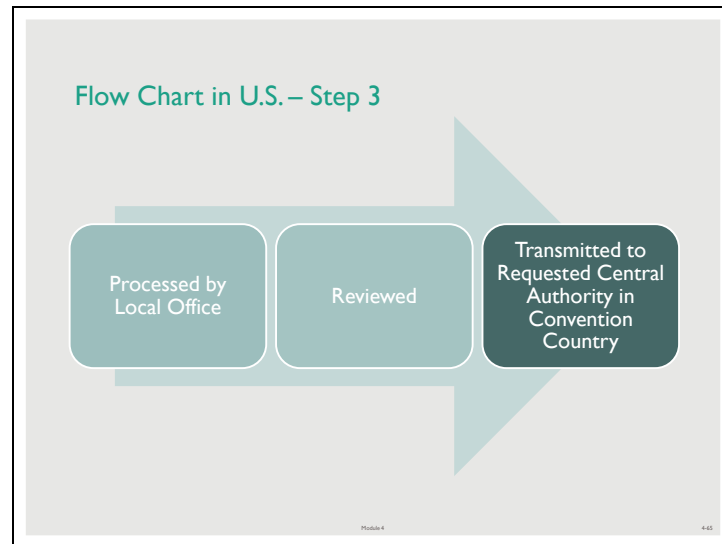 Flow Chart in U.S. – Step 3
Processed by
Local Office
Reviewed
Transmitted to
Requested Central
Authority in
Convention
Country
Module 4
4-65